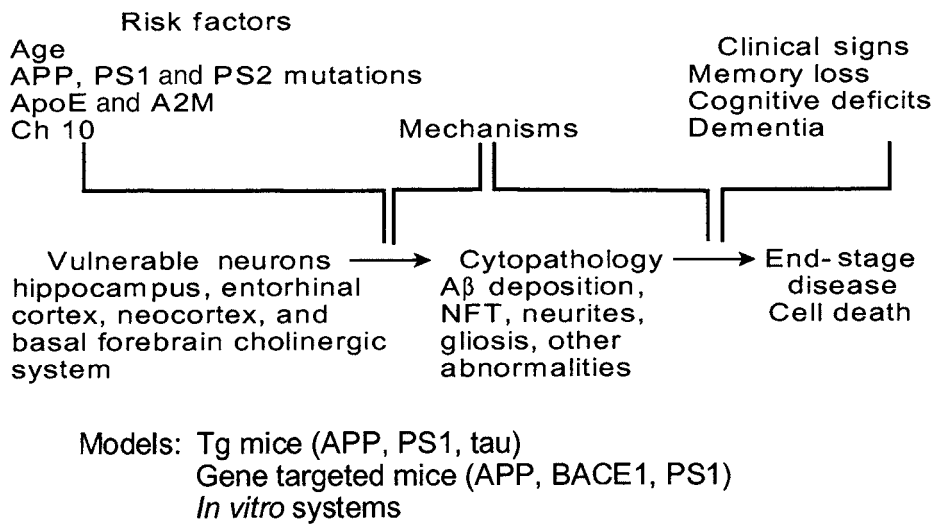 Risk factors
Age
APP, PS1 and PS2 mutations
ApoE and A2M
Ch 10
Mechanisms
Clinical signs
Memory loss
Cognitive deficits
Dementia
Vulnerable neurons
hippocampus, entorhinal
cortex, neocortex, and
basal forebrain cholinergic
system
Cytopathology
Aβ deposition,
NFT, neurites,
gliosis, other
abnormalities
End-stage
disease
Cell death
Models: Tg mice (APP, PS1, tau)
Gene targeted mice (APP, BACE1, PS1)
In vitro systems